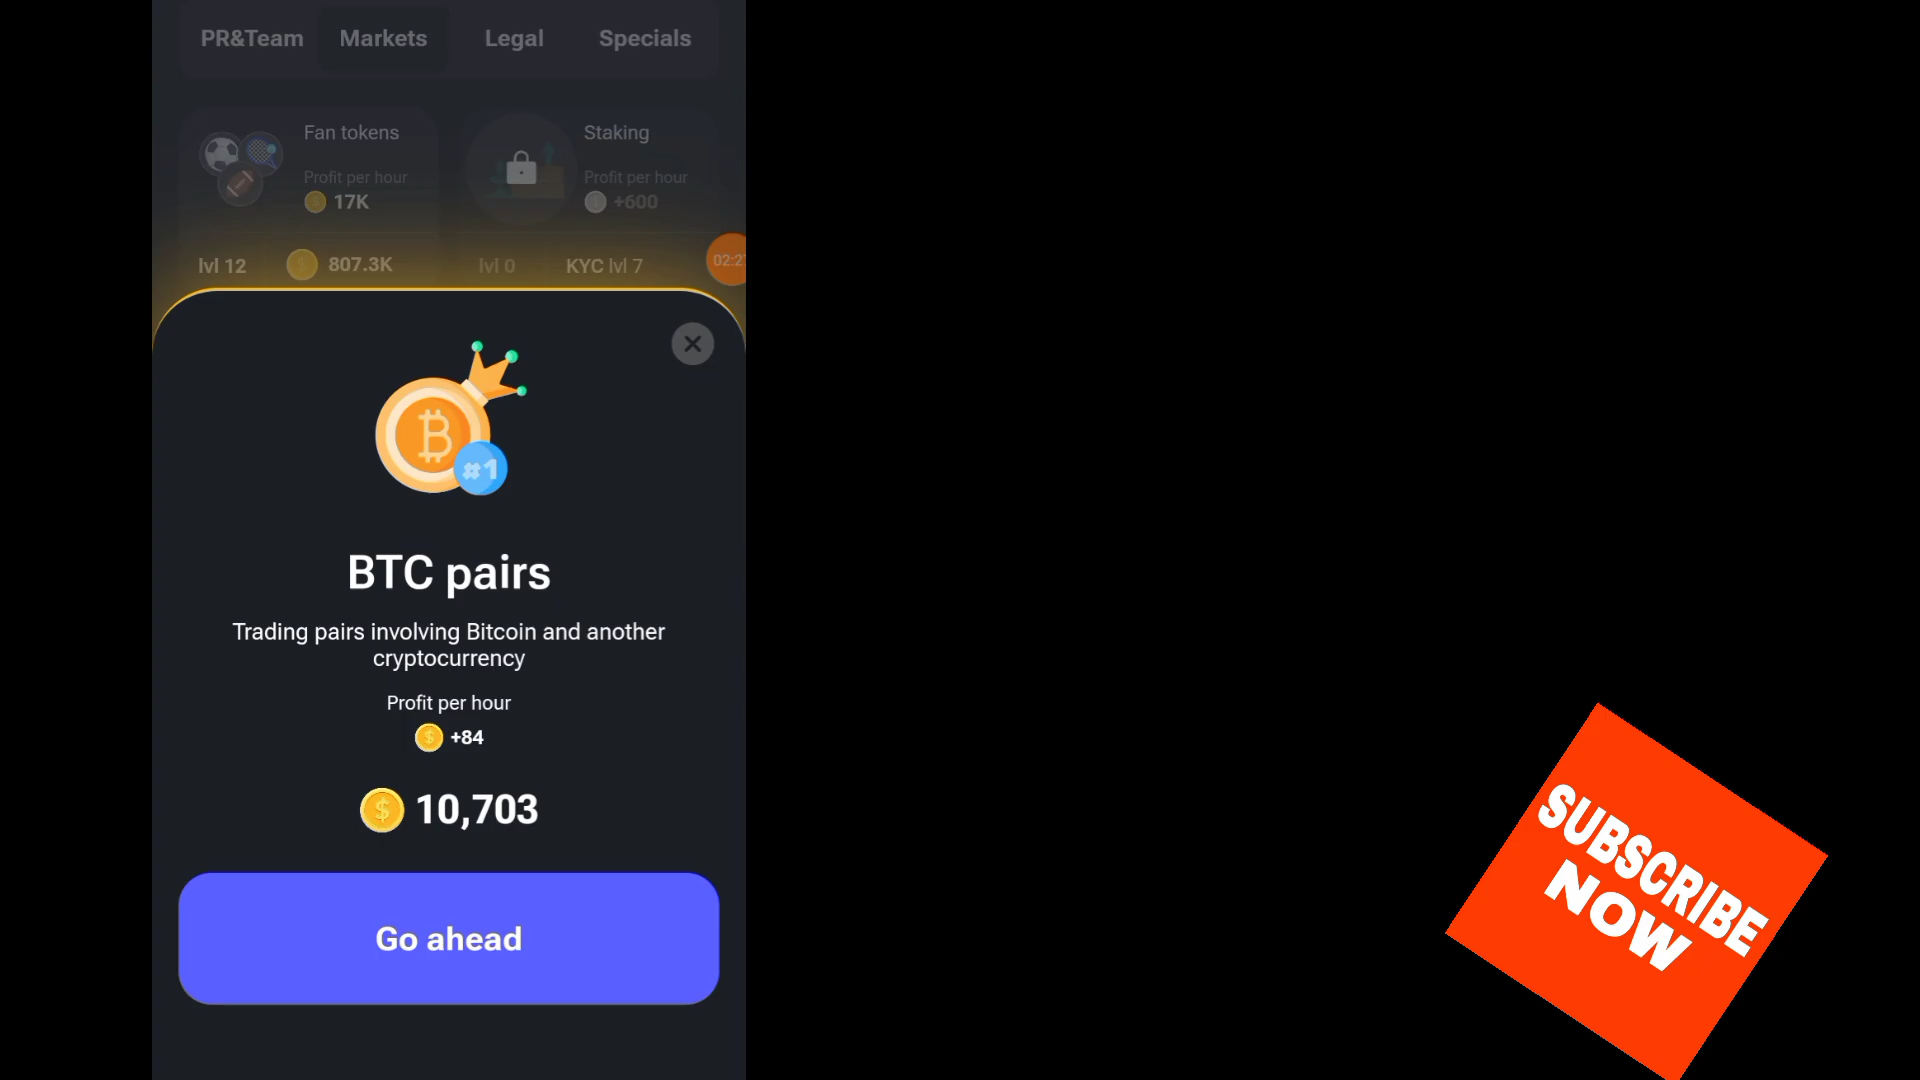 PR&Team Markets Legal Specials
Fan tokens
Profit per hour
17K
lvl 12 807.3K
Staking
Profit per hour
+600
lvl 0 KYC lvl 7
#1
BTC pairs
Trading pairs involving Bitcoin and another
cryptocurrency
Profit per hour
+84
10,703
Go ahead
SUBSCRIBE
NOW